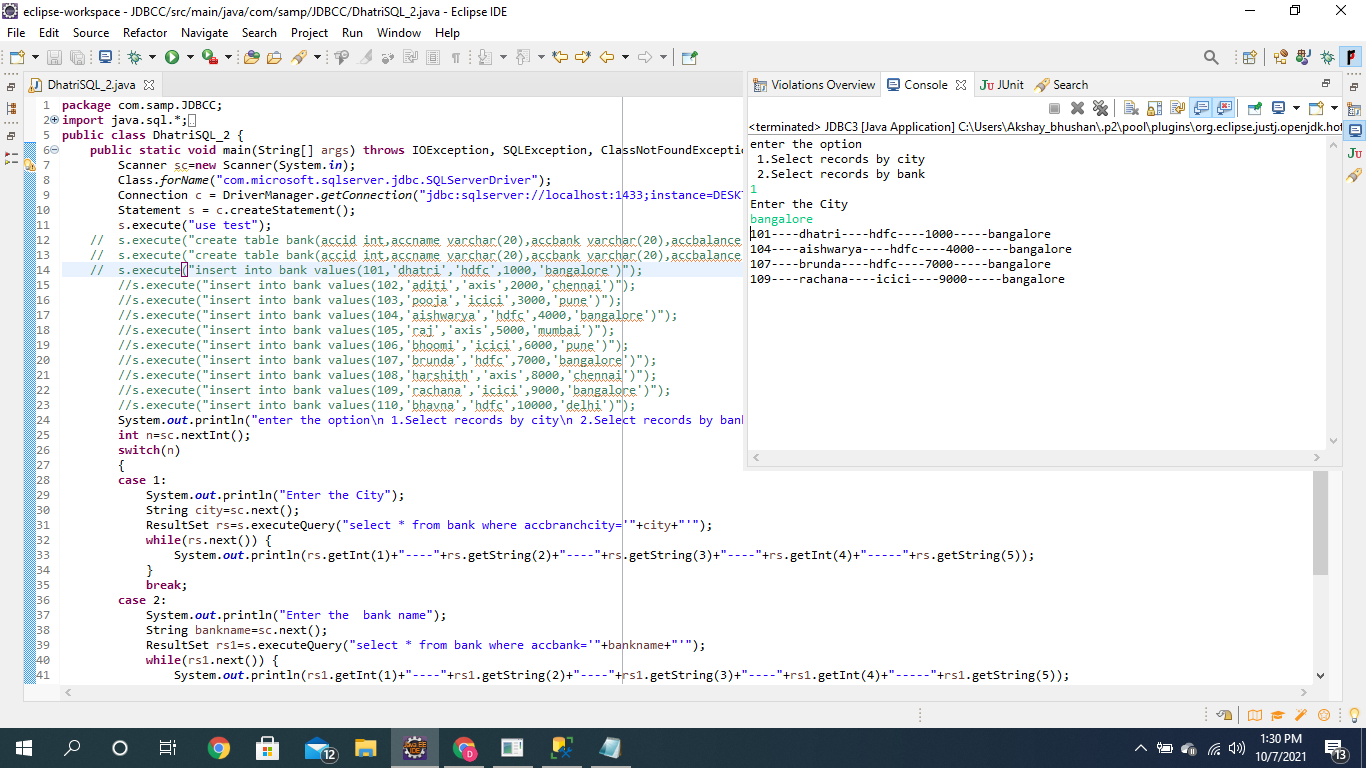 eclipse-workspace - JDBCC/src/main/java/com/samp/JDBCC/DhatriSQL_2.java - Eclipse IDE
File Edit Source Refactor Navigate Search Project Run Window Help
DhatriSQL_2.java
1 package com.samp.JDBCC;
2 import java.sql.*;
5 public class DhatriSQL_2 {
6 public static void main(String[] args) throws IOException, SQLException, ClassNotFoundExceptio
7 Scanner sc=new Scanner(System.in);
8 Class.forName("com.microsoft.sqlserver.jdbc.SQLServerDriver");
9 Connection c = DriverManager.getConnection("jdbc:sqlserver://localhost:1433;instance=DESK
10 Statement s = c.createStatement();
11 s.execute("use test");
12 // s.execute("create table bank(accid int,accname varchar(20),accbank varchar(20),accbalance
13 // s.execute("create table bank(accid int,accname varchar(20),accbank varchar(20),accbalance
14 // s.execute("insert into bank values(101,'dhatri','hdfc',1000,'bangalore')");
15 //s.execute("insert into bank values(102,'aditi','axis',2000,'chennai')");
16 //s.execute("insert into bank values(103,'pooja','icici',3000,'pune')");
17 //s.execute("insert into bank values(104,'aishwarya','hdfc',4000,'bangalore')");
18 //s.execute("insert into bank values(105,'raj','axis',5000,'mumbai')");
19 //s.execute("insert into bank values(106,'bhoomi','icici',6000,'pune')");
20 //s.execute("insert into bank values(107,'brunda','hdfc',7000,'bangalore')");
21 //s.execute("insert into bank values(108,'harshith','axis',8000,'chennai')");
22 //s.execute("insert into bank values(109,'rachana','icici',9000,'bangalore')");
23 //s.execute("insert into bank values(110,'bhavna','hdfc',10000,'delhi')");
24 System.out.println("enter the option\n 1.Select records by city\n 2.Select records by ban
25 int n=sc.nextInt();
26 switch(n)
27 {
28 case 1:
29 System.out.println("Enter the City");
30 String city=sc.next();
31 ResultSet rs=s.executeQuery("select * from bank where accbranchcity='"+city+"'");
32 while(rs.next()) {
33 System.out.println(rs.getInt(1)+"----"+rs.getString(2)+"----"+rs.getString(3)+"----"+rs.getInt(4)+"-----"+rs.getString(5));
34 }
35 break;
36 case 2:
37 System.out.println("Enter the  bank name");
38 String bankname=sc.next();
39 ResultSet rs1=s.executeQuery("select * from bank where accbank='"+bankname+"'");
40 while(rs1.next()) {
41 System.out.println(rs1.getInt(1)+"----"+rs1.getString(2)+"----"+rs1.getString(3)+"----"+rs1.getInt(4)+"-----"+rs1.getString(5));
Violations Overview Console JUnit Search
<terminated> JDBC3 [Java Application] C:\Users\Akshay_bhushan\.p2\pool\plugins\org.eclipse.justj.openjdk.hot
enter the option
1.Select records by city
2.Select records by bank
1
Enter the City
bangalore
101----dhatri----hdfc----1000-----bangalore
104----aishwarya----hdfc----4000-----bangalore
107----brunda----hdfc----7000-----bangalore
109----rachana----icici----9000-----bangalore
12
1:30 PM
10/7/2021
13